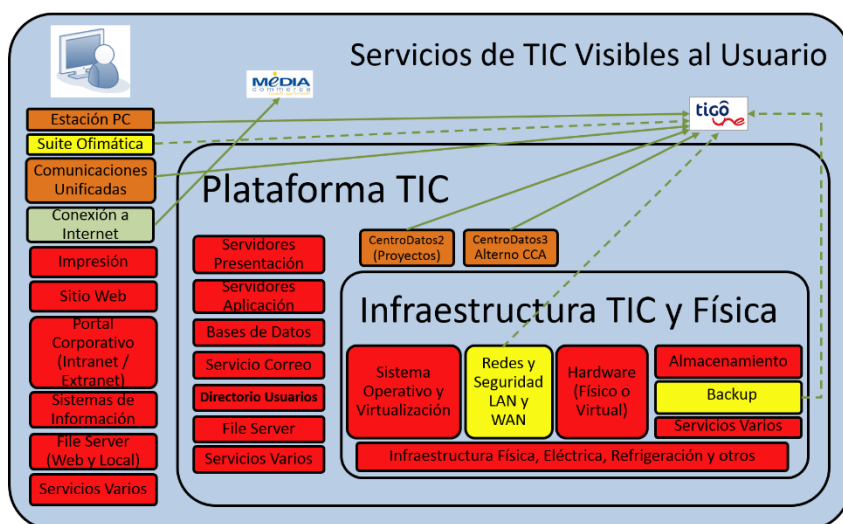 Servicios de TIC Visibles al Usuario
MéDIA
commerce
tigo
une
Estación PC
Suite Ofimática
Comunicaciones
Unificadas
Conexión a
Internet
Impresión
Sitio Web
Portal
Corporativo
(Intranet /
Extranet)
Sistemas de
Información
File Server
(Web y Local)
Servicios Varios
Plataforma TIC
Servidores
Presentación
Servidores
Aplicación
Bases de Datos
Servicio Correo
Directorio Usuarios
File Server
Servicios Varios
CentroDatos2
(Proyectos)
CentroDatos3
Alterno CCA
Infraestructura TIC y Física
Sistema
Operativo y
Virtualización
Redes y
Seguridad
LAN y
WAN
Hardware
(Físico o
Virtual)
Almacenamiento
Backup
Servicios Varios
Infraestructura Física, Eléctrica, Refrigeración y otros